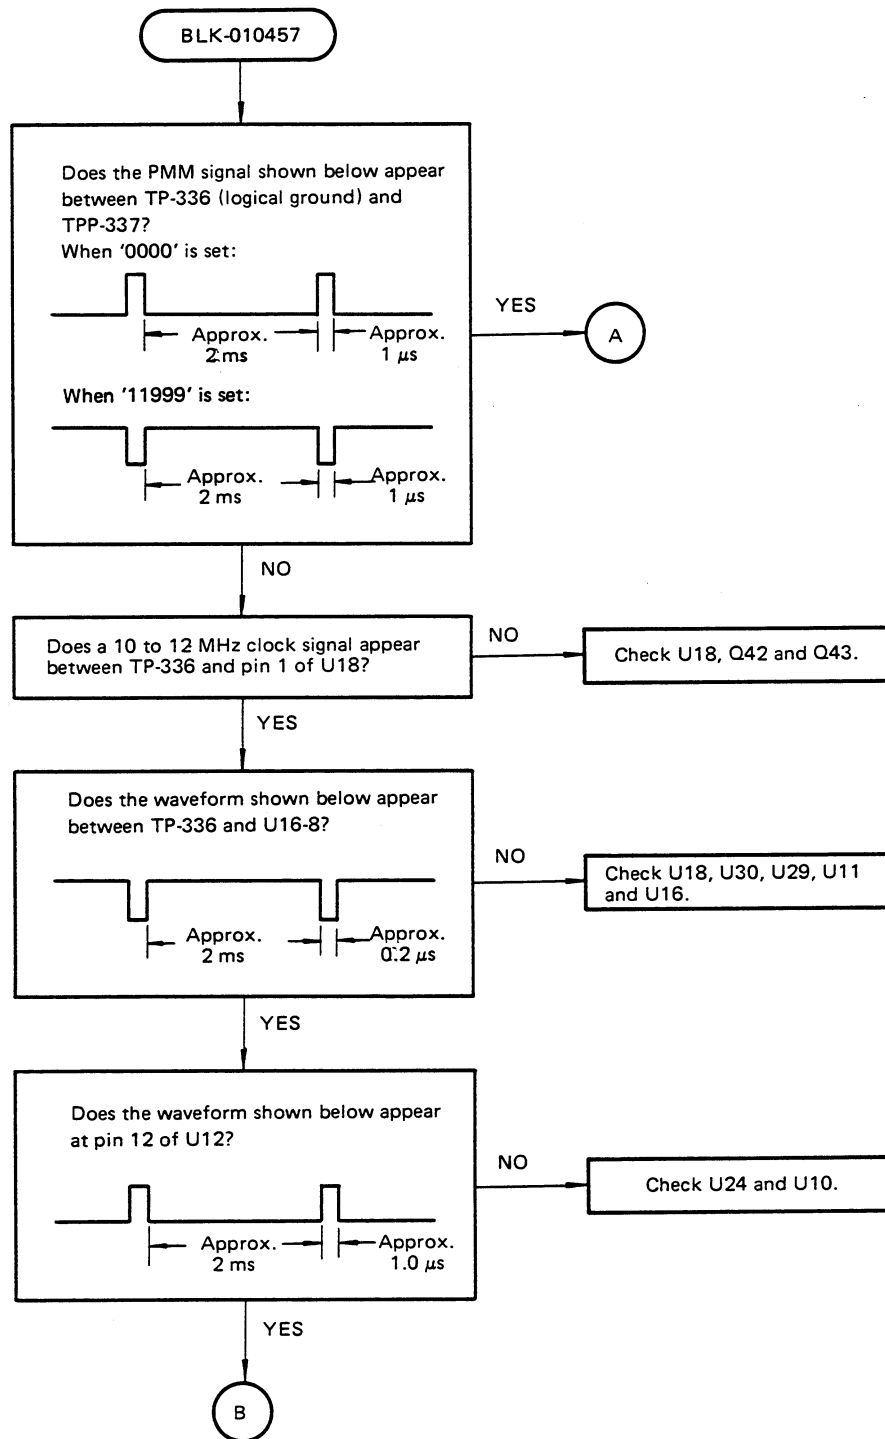 BLK-010457
Does the PMM signal shown below appear
between TP-336 (logical ground) and
TPP-337?
When '0000' is set:
Approx.
2 ms
Approx.
1 μs
YES
A
When '11999' is set:
Approx.
2 ms
Approx.
1 μs
NO
Does a 10 to 12 MHz clock signal appear
between TP-336 and pin 1 of U18?
NO
Check U18, Q42 and Q43.
YES
Does the waveform shown below appear
between TP-336 and U16-8?
Approx.
2 ms
Approx.
0.2 μs
NO
Check U18, U30, U29, U11
and U16.
YES
Does the waveform shown below appear
at pin 12 of U12?
Approx.
2 ms
Approx.
1.0 μs
NO
Check U24 and U10.
YES
B